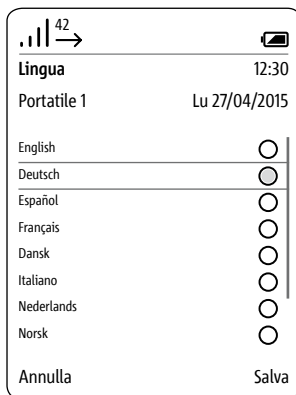 42
Lingua 12:30
Portatile 1 Lu 27/04/2015
English
Deutsch
Español
Français
Dansk
Italiano
Nederlands
Norsk
Annulla Salva